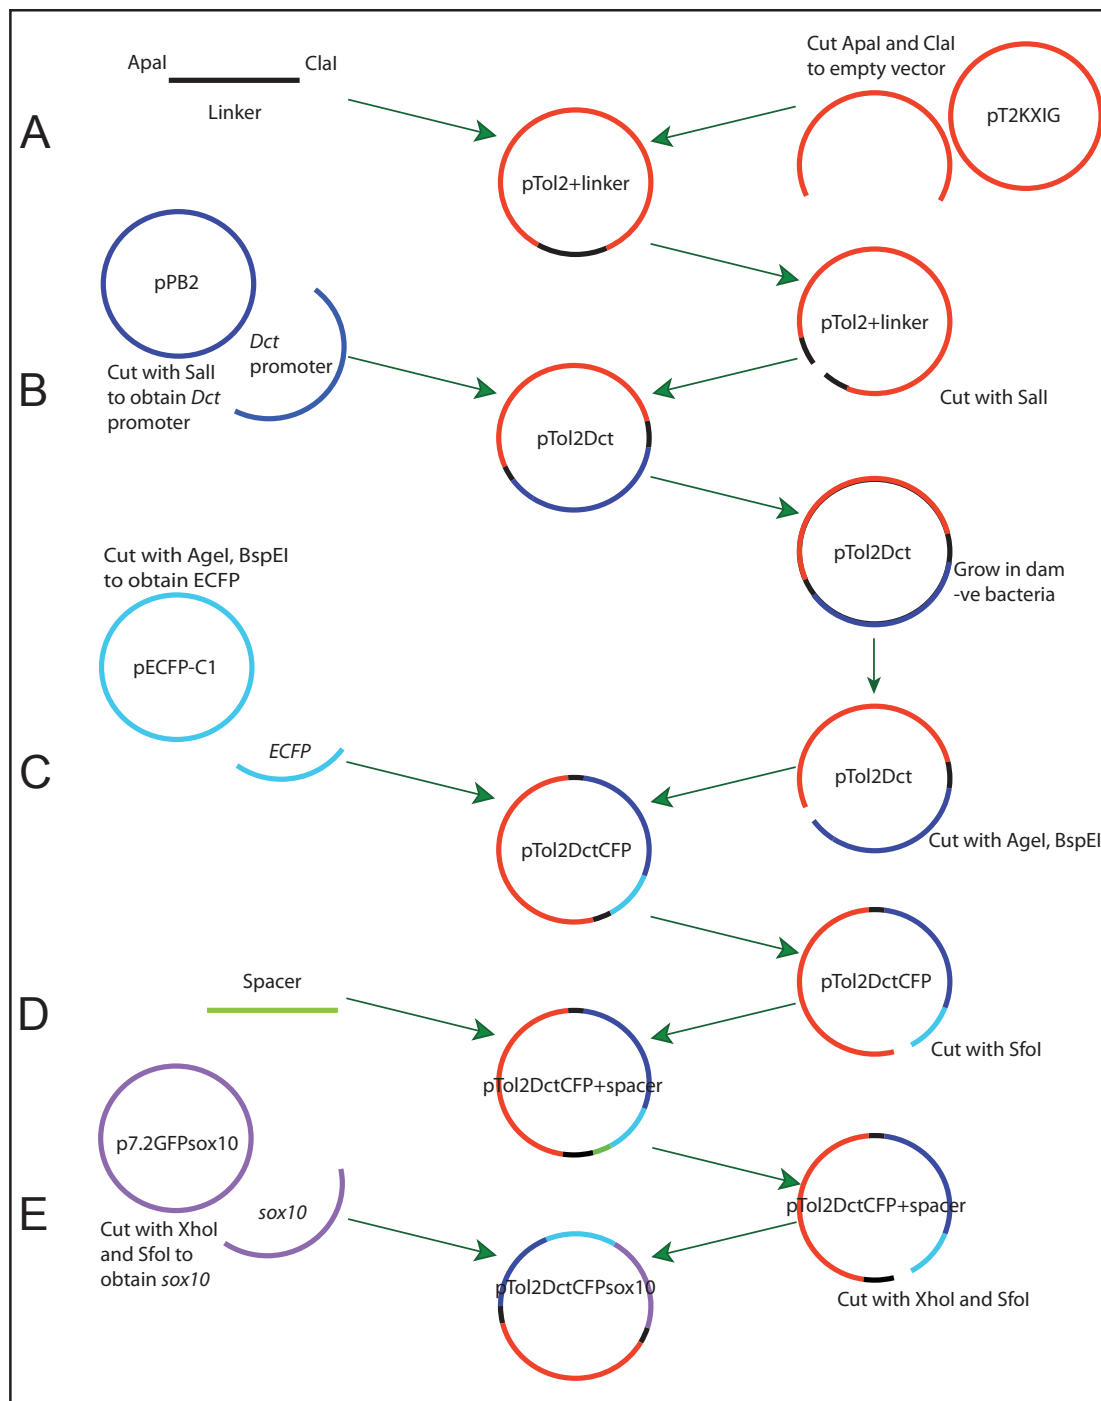 ApaI
ClaI
Linker
Cut ApaI and ClaI
to empty vector
pT2KXIG
A
pTol2+linker
pPB2
Dct
promoter
Cut with SalI
to obtain Dct
promoter
pTol2+linker
Cut with SalI
B
pTol2Dct
pTol2Dct
Grow in dam
-ve bacteria
Cut with AgeI, BspEI
to obtain ECFP
pECFP-C1
ECFP
C
pTol2Dct
Cut with AgeI, BspEI
pTol2DctCFP
pTol2DctCFP
Cut with SfoI
Spacer
D
pTol2DctCFP+spacer
p7.2GFPsox10
sox10
Cut with XhoI
and SfoI to
obtain sox10
E
pTol2DctCFP+spacer
Cut with XhoI and SfoI
pTol2DctCFPsox10